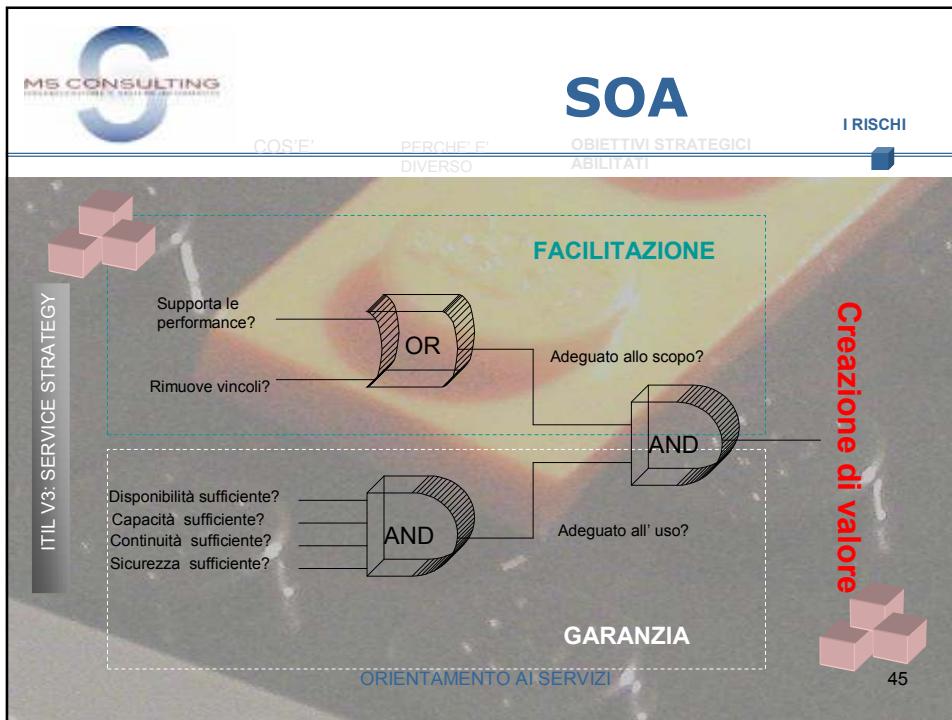 MS CONSULTING
SOA
I RISCHI
COS'E'
PERCHE' E'
DIVERSO
OBIETTIVI STRATEGICI
ABILITATI
ITIL V3: SERVICE STRATEGY
FACILITAZIONE
Supporta le
performance?
OR
Rimuove vincoli?
Adeguato allo scopo?
AND
Creazione di valore
Disponibilità sufficiente?
Capacità sufficiente?
Continuità sufficiente?
Sicurezza sufficiente?
AND
Adeguato all' uso?
GARANZIA
ORIENTAMENTO AI SERVIZI
45